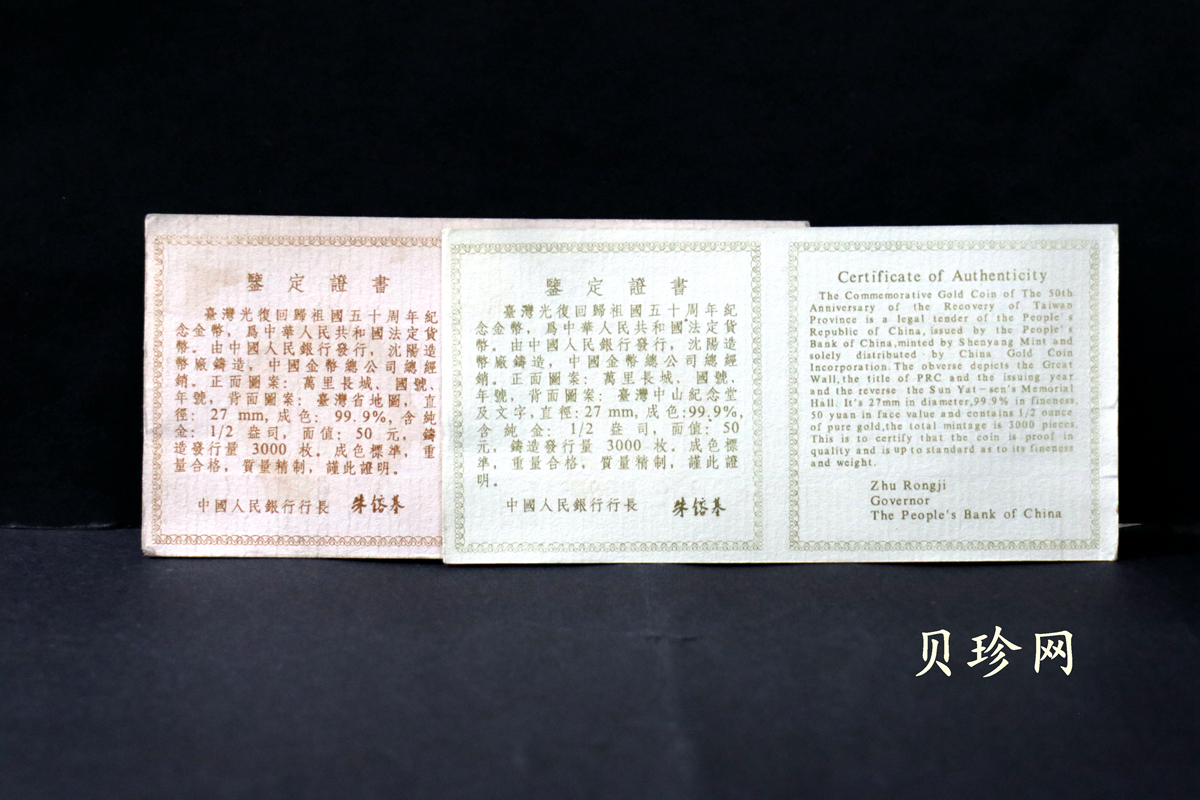 鑒定證書
臺灣光復回歸祖國五十周年紀
念金幣，爲中華人民共和國法定貨
幣。由中國人民銀行發行，沈陽造
幣廠鑄造，中國金幣總公司總經
銷。正面圖案：萬里長城、國號、
年號，背面圖案：臺灣省地圖，直
徑：27 mm，成色：99.9%，含純
金：1/2 盎司，面值：50 元，鑄
造發行量 3000 枚。成色標準，重
量合格，質量精制，謹此證明。
中國人民銀行行長 朱鎔基
鑒定證書
臺灣光復回歸祖國五十周年紀
念金幣，爲中華人民共和國法定貨
幣。由中國人民銀行發行，沈陽造
幣廠鑄造，中國金幣總公司總經
銷。正面圖案：萬里長城、國號、
年號，背面圖案：臺灣中山紀念堂
及文字，直徑：27 mm，成色：99.9%，
含純金：1/2 盎司，面值：50
元，鑄造發行量 3000 枚。成色標
準，重量合格，質量精制，謹此證
明。
中國人民銀行行長 朱鎔基
Certificate of Authenticity
The Commemorative Gold Coin of The 50th
Anniversary of the Recovery of Taiwan
Province is a legal tender of the People's
Republic of China, issued by the People's
Bank of China,minted by Shenyang Mint and
solely diatributed by China Gold Coin
Incorporation. The obverse depicts the Great
Wall,the title of PRC and the issuing year
and the reverse the Sun Yat-sen's Memorial
Hall. It's 27mm in diameter,99.9% in fineness,
50 yuan in face value and contains 1/2 ounce
of pure gold,the total mintage is 3000 pieces.
This is to certify that the coin is proof in
quality and is up to standard as to its fineness
and weight.
Zhu Rongji
Governor
The People's Bank of China
贝珍网